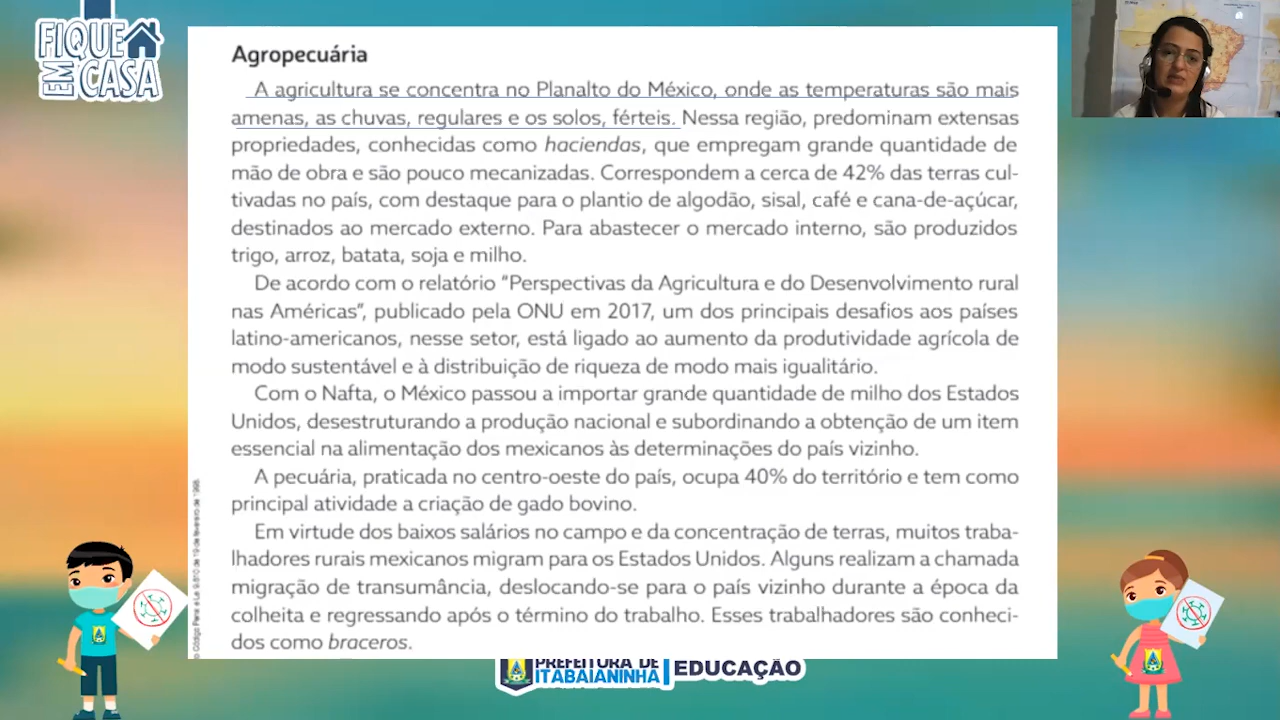 FIQUE
EM CASA
Agropecuária
A agricultura se concentra no Planalto do México, onde as temperaturas são mais
amenas, as chuvas, regulares e os solos, férteis. Nessa região, predominam extensas
propriedades, conhecidas como haciendas, que empregam grande quantidade de
mão de obra e são pouco mecanizadas. Correspondem a cerca de 42% das terras cul-
tivadas no país, com destaque para o plantio de algodão, sisal, café e cana-de-açúcar,
destinados ao mercado externo. Para abastecer o mercado interno, são produzidos
trigo, arroz, batata, soja e milho.
De acordo com o relatório “Perspectivas da Agricultura e do Desenvolvimento rural
nas Américas”, publicado pela ONU em 2017, um dos principais desafios aos países
latino-americanos, nesse setor, está ligado ao aumento da produtividade agrícola de
modo sustentável e à distribuição de riqueza de modo mais igualitário.
Com o Nafta, o México passou a importar grande quantidade de milho dos Estados
Unidos, desestruturando a produção nacional e subordinando a obtenção de um item
essencial na alimentação dos mexicanos às determinações do país vizinho.
A pecuária, praticada no centro-oeste do país, ocupa 40% do território e tem como
principal atividade a criação de gado bovino.
Em virtude dos baixos salários no campo e da concentração de terras, muitos traba-
lhadores rurais mexicanos migram para os Estados Unidos. Alguns realizam a chamada
migração de transumância, deslocando-se para o país vizinho durante a época da
colheita e regressando após o término do trabalho. Esses trabalhadores são conheci-
dos como braceros.
Código Penal e Lei 9.610 de 19 de fevereiro de 1998.
PREFEITURA DE
ITABAIANINHA
EDUCAÇÃO